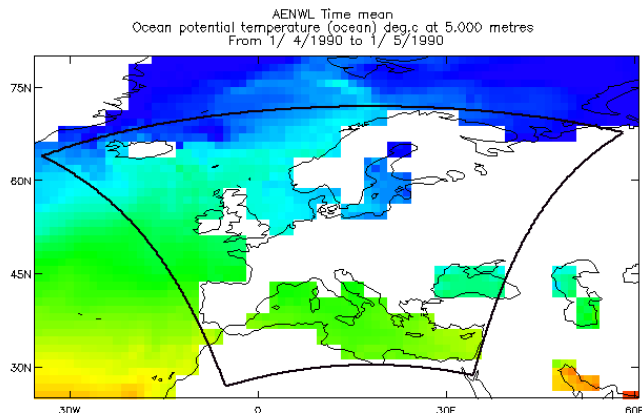 AENWL Time mean
Ocean potential temperature (ocean) deg.c at 5.000 metres
From 1/ 4/1990 to 1/ 5/1990
75N
60N
45N
30N
30W
0
30E
60E